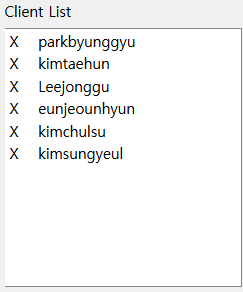 Client List
X parkbyunggyu
X kimtaehun
X Leejonggu
X eunjeounhyun
X kimchulsu
X kimsungyeul